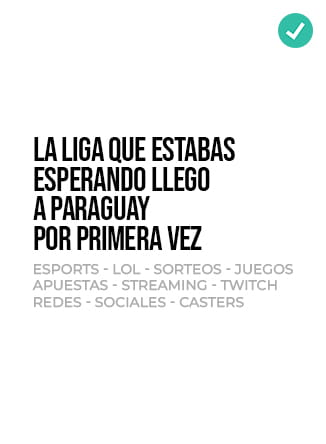 LA LIGA QUE ESTABAS
ESPERANDO LLEGO
A PARAGUAY
POR PRIMERA VEZ
ESPORTS - LOL - SORTEOS - JUEGOS
APUESTAS - STREAMING - TWITCH
REDES - SOCIALES - CASTERS